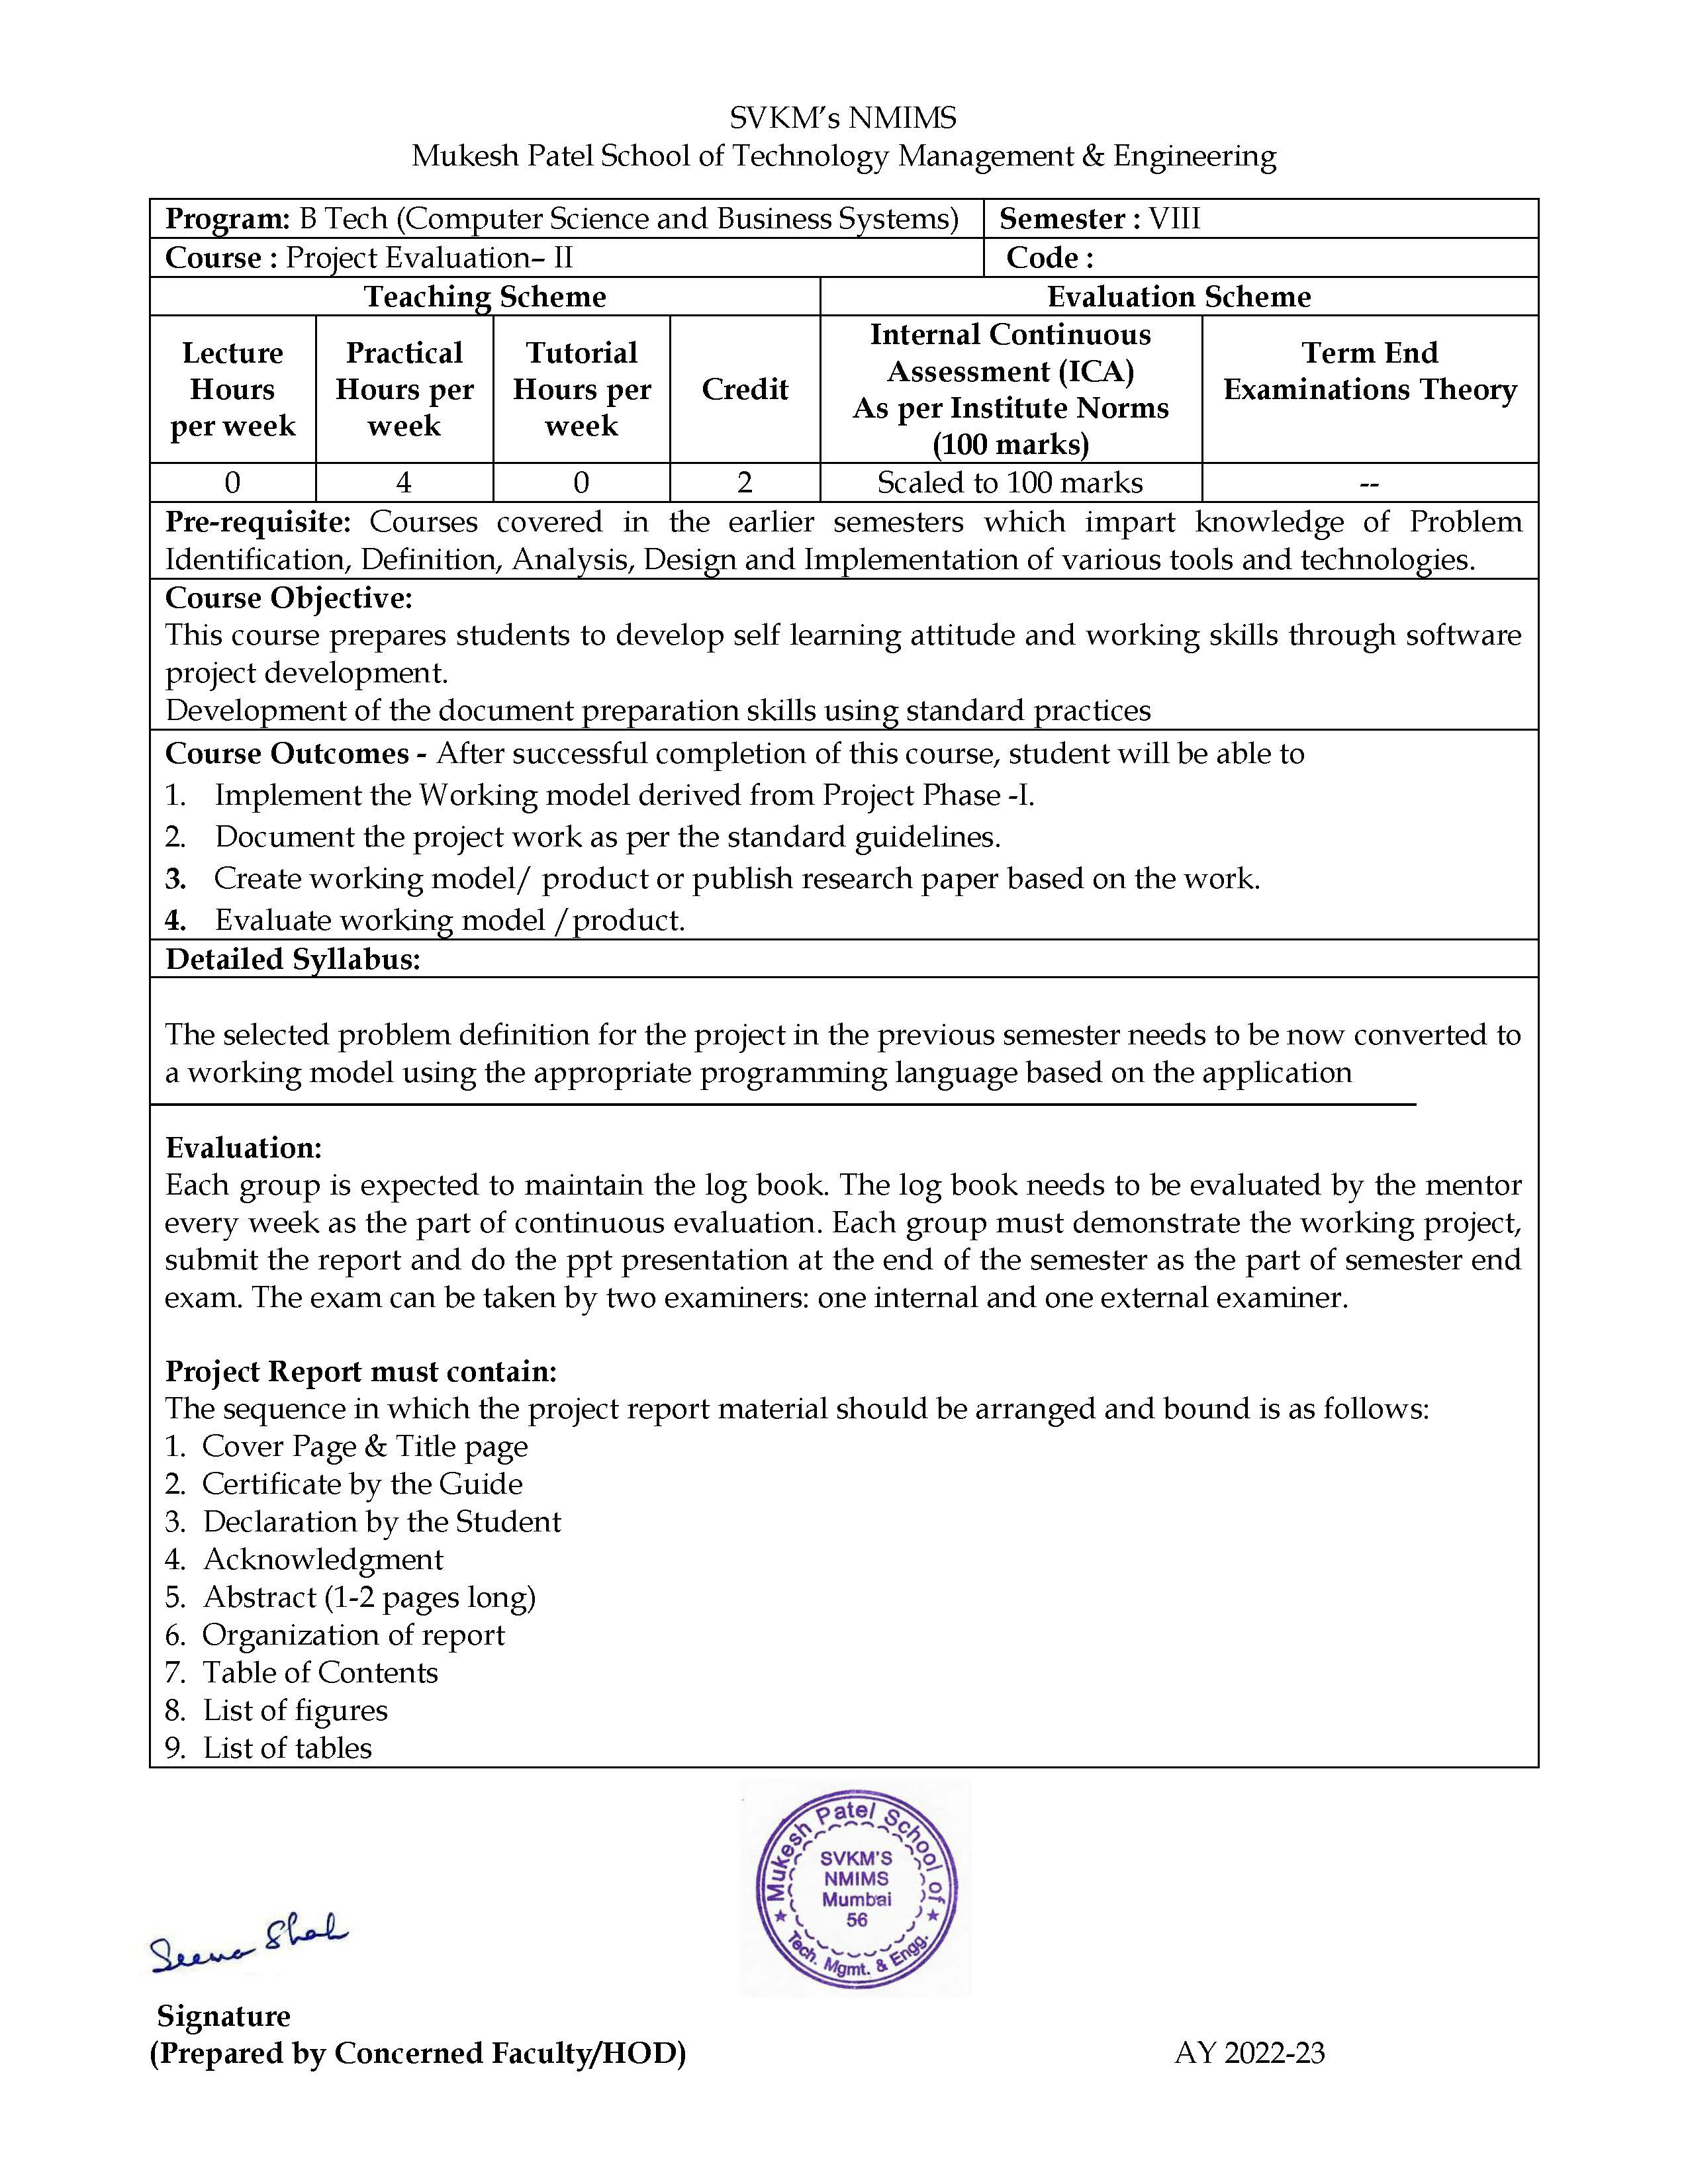 SVKM's NMIMS
Mukesh Patel School of Technology Management & Engineering
Program: B Tech (Computer Science and Business Systems) Semester : VIII
Course : Project Evaluation– II Code :
Teaching Scheme Evaluation Scheme
Lecture Hours per week Practical Hours per week Tutorial Hours per week Credit Internal Continuous Assessment (ICA) As per Institute Norms (100 marks) Term End Examinations Theory
0 4 0 2 Scaled to 100 marks --
Pre-requisite: Courses covered in the earlier semesters which impart knowledge of Problem
Identification, Definition, Analysis, Design and Implementation of various tools and technologies.
Course Objective:
This course prepares students to develop self learning attitude and working skills through software
project development.
Development of the document preparation skills using standard practices
Course Outcomes - After successful completion of this course, student will be able to
1. Implement the Working model derived from Project Phase -I.
2. Document the project work as per the standard guidelines.
3. Create working model/ product or publish research paper based on the work.
4. Evaluate working model /product.
Detailed Syllabus:
The selected problem definition for the project in the previous semester needs to be now converted to
a working model using the appropriate programming language based on the application
Evaluation:
Each group is expected to maintain the log book. The log book needs to be evaluated by the mentor
every week as the part of continuous evaluation. Each group must demonstrate the working project,
submit the report and do the ppt presentation at the end of the semester as the part of semester end
exam. The exam can be taken by two examiners: one internal and one external examiner.
Project Report must contain:
The sequence in which the project report material should be arranged and bound is as follows:
1. Cover Page & Title page
2. Certificate by the Guide
3. Declaration by the Student
4. Acknowledgment
5. Abstract (1-2 pages long)
6. Organization of report
7. Table of Contents
8. List of figures
9. List of tables
Mukesh Patel School of
SVKM'S
NMIMS
Mumbai
56
Tech. Mgmt. & Engg.
Seema Shah
Signature
(Prepared by Concerned Faculty/HOD) AY 2022-23